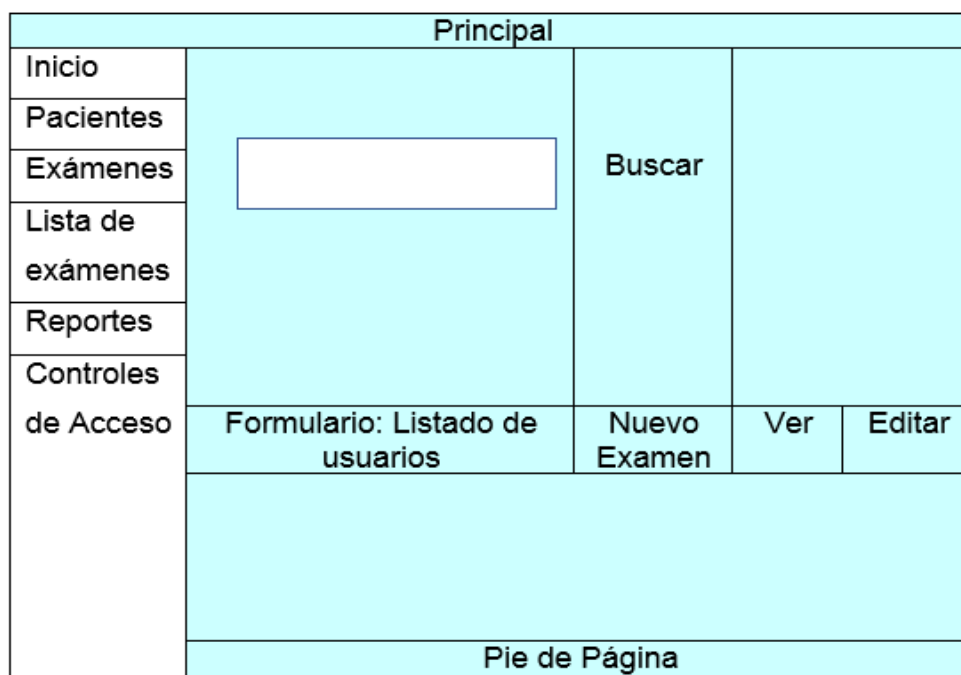 Principal
Inicio
Pacientes
Exámenes
Lista de
exámenes
Reportes
Controles
de Acceso
Buscar
Formulario: Listado de
usuarios
Nuevo
Examen
Ver
Editar
Pie de Página